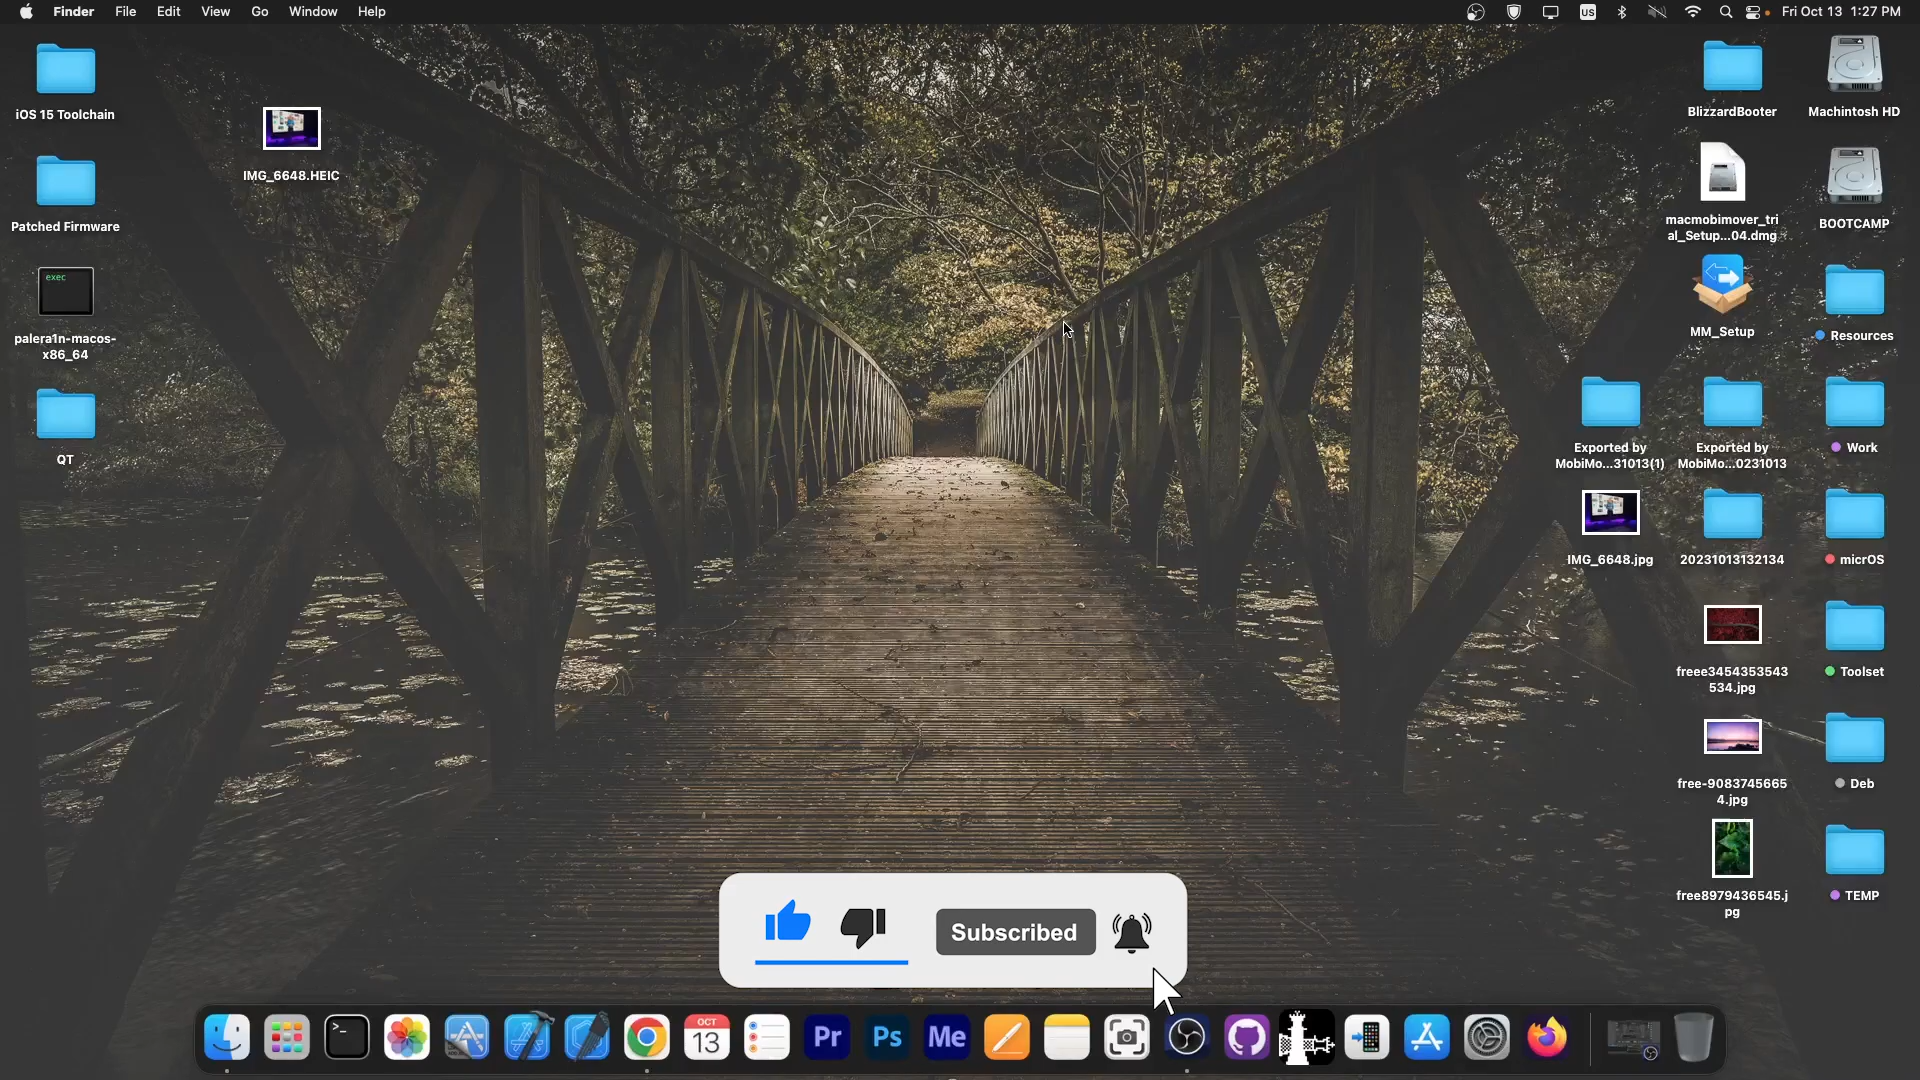 Finder File Edit View Go Window Help
US
Fri Oct 13 1:27 PM
iOS 15 Toolchain
Patched Firmware
exec
palera1n-macos-
x86_64
QT
IMG_6648.HEIC
BlizzardBooter
Machintosh HD
macmobimover_tri
al_Setup...04.dmg
BOOTCAMP
MM_Setup
Resources
Exported by
MobiMo...31013(1)
Exported by
MobiMo...0231013
Work
IMG_6648.jpg
20231013132134
micrOS
freee3454353543
534.jpg
Toolset
free-9083745665
4.jpg
Deb
free8979436545.j
pg
TEMP
Subscribed
>_
OCT
13
Pr
Ps
Me